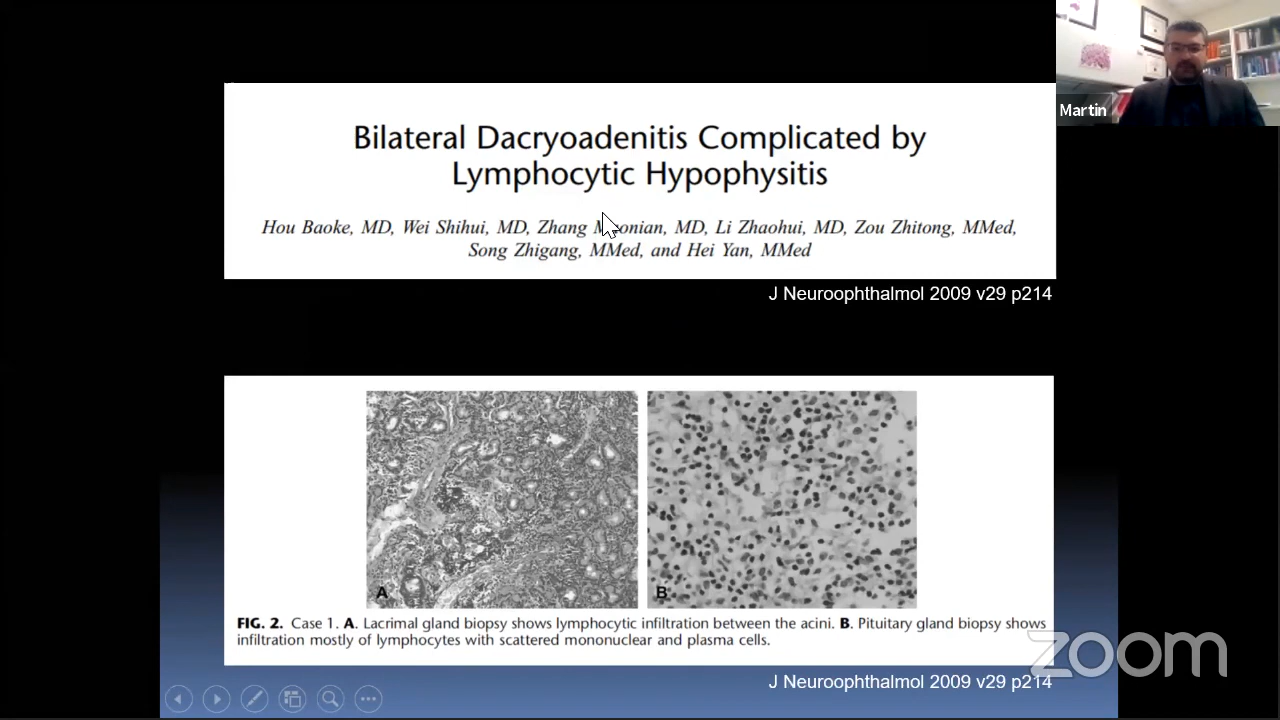 Martin
Bilateral Dacryoadenitis Complicated by
Lymphocytic Hypophysitis
Hou Baoke, MD, Wei Shihui, MD, Zhang , MD, Li Zhaohui, MD, Zou Zhitong, MMed,
Song Zhigang, MMed, and Hei Yan, MMed
J Neuroophthalmol 2009 v29 p214
A
B
FIG. 2. Case 1. A. Lacrimal gland biopsy shows lymphocytic infiltration between the acini. B. Pituitary gland biopsy shows
infiltration mostly of lymphocytes with scattered mononuclear and plasma cells.
zoom
J Neuroophthalmol 2009 v29 p214